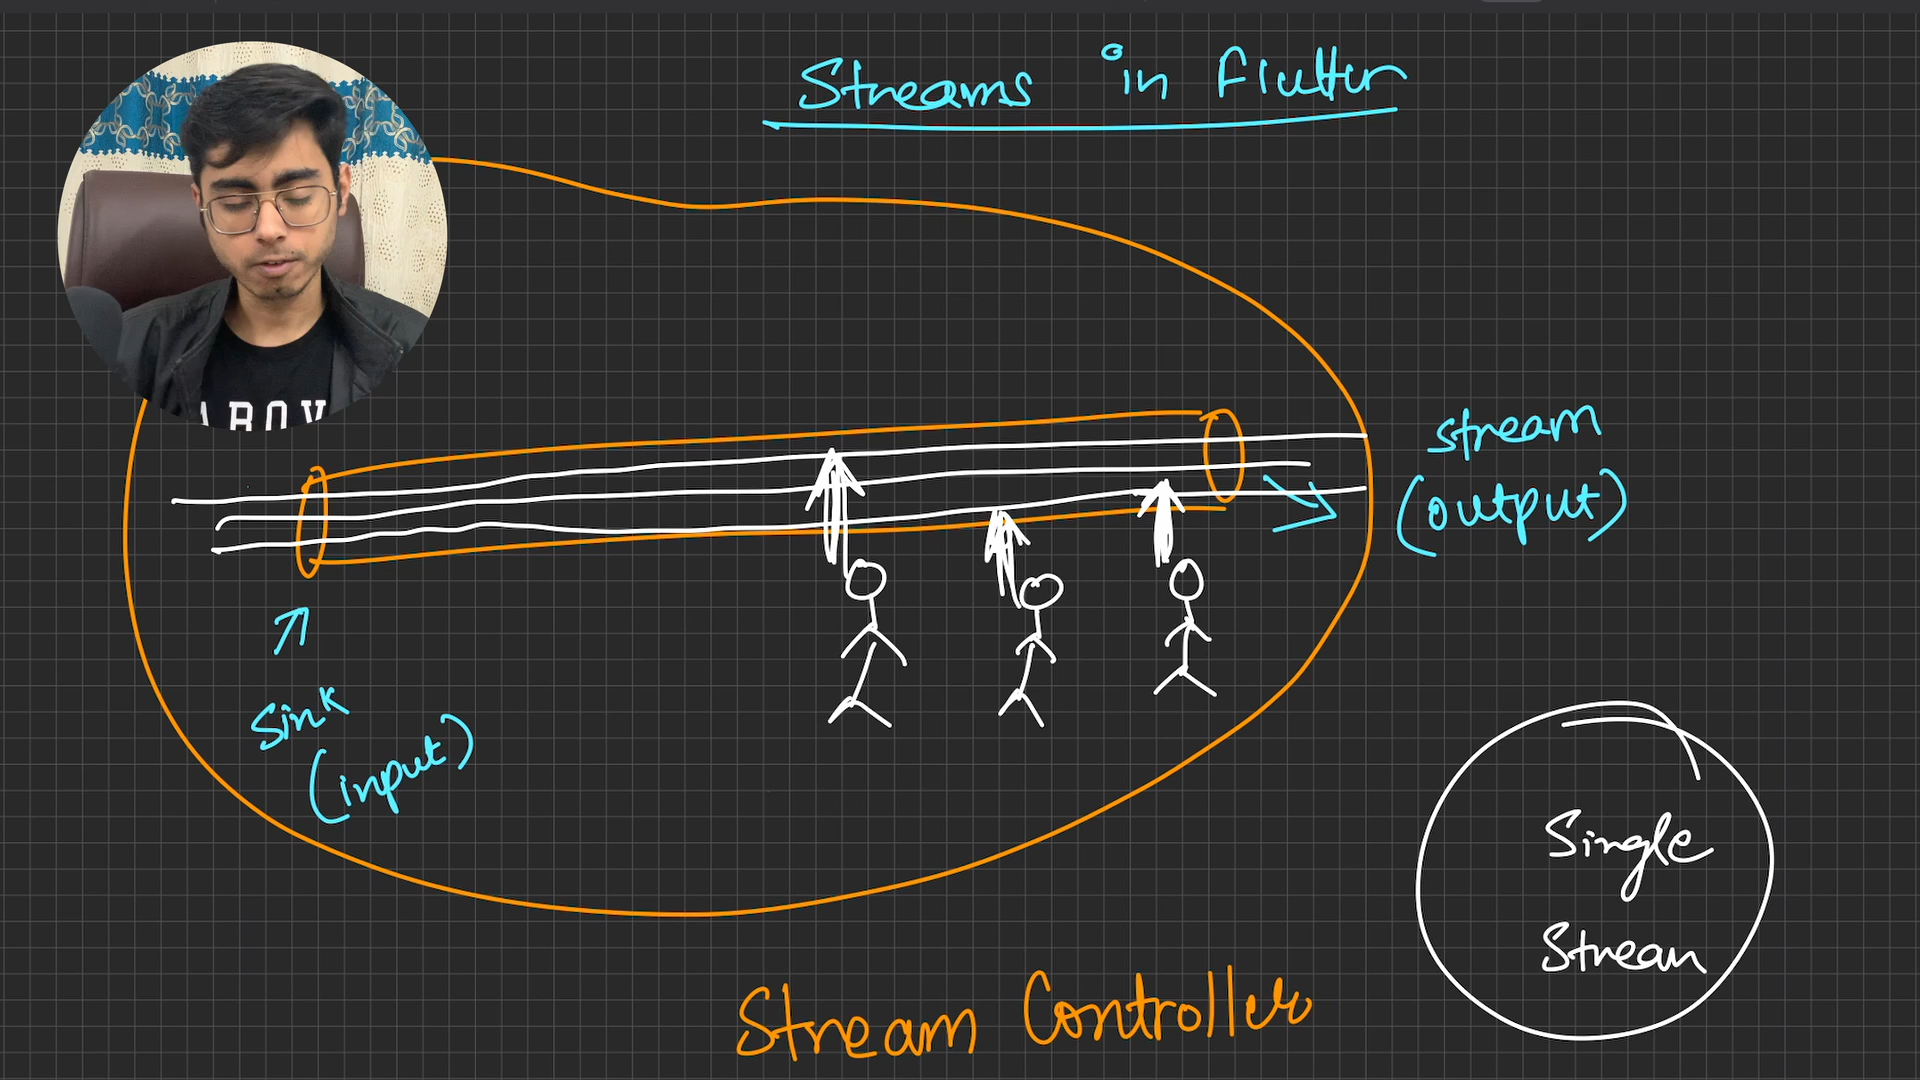 Streams in Flutter
stream
(output)
Sink
(input)
Single
Stream
Stream Controller